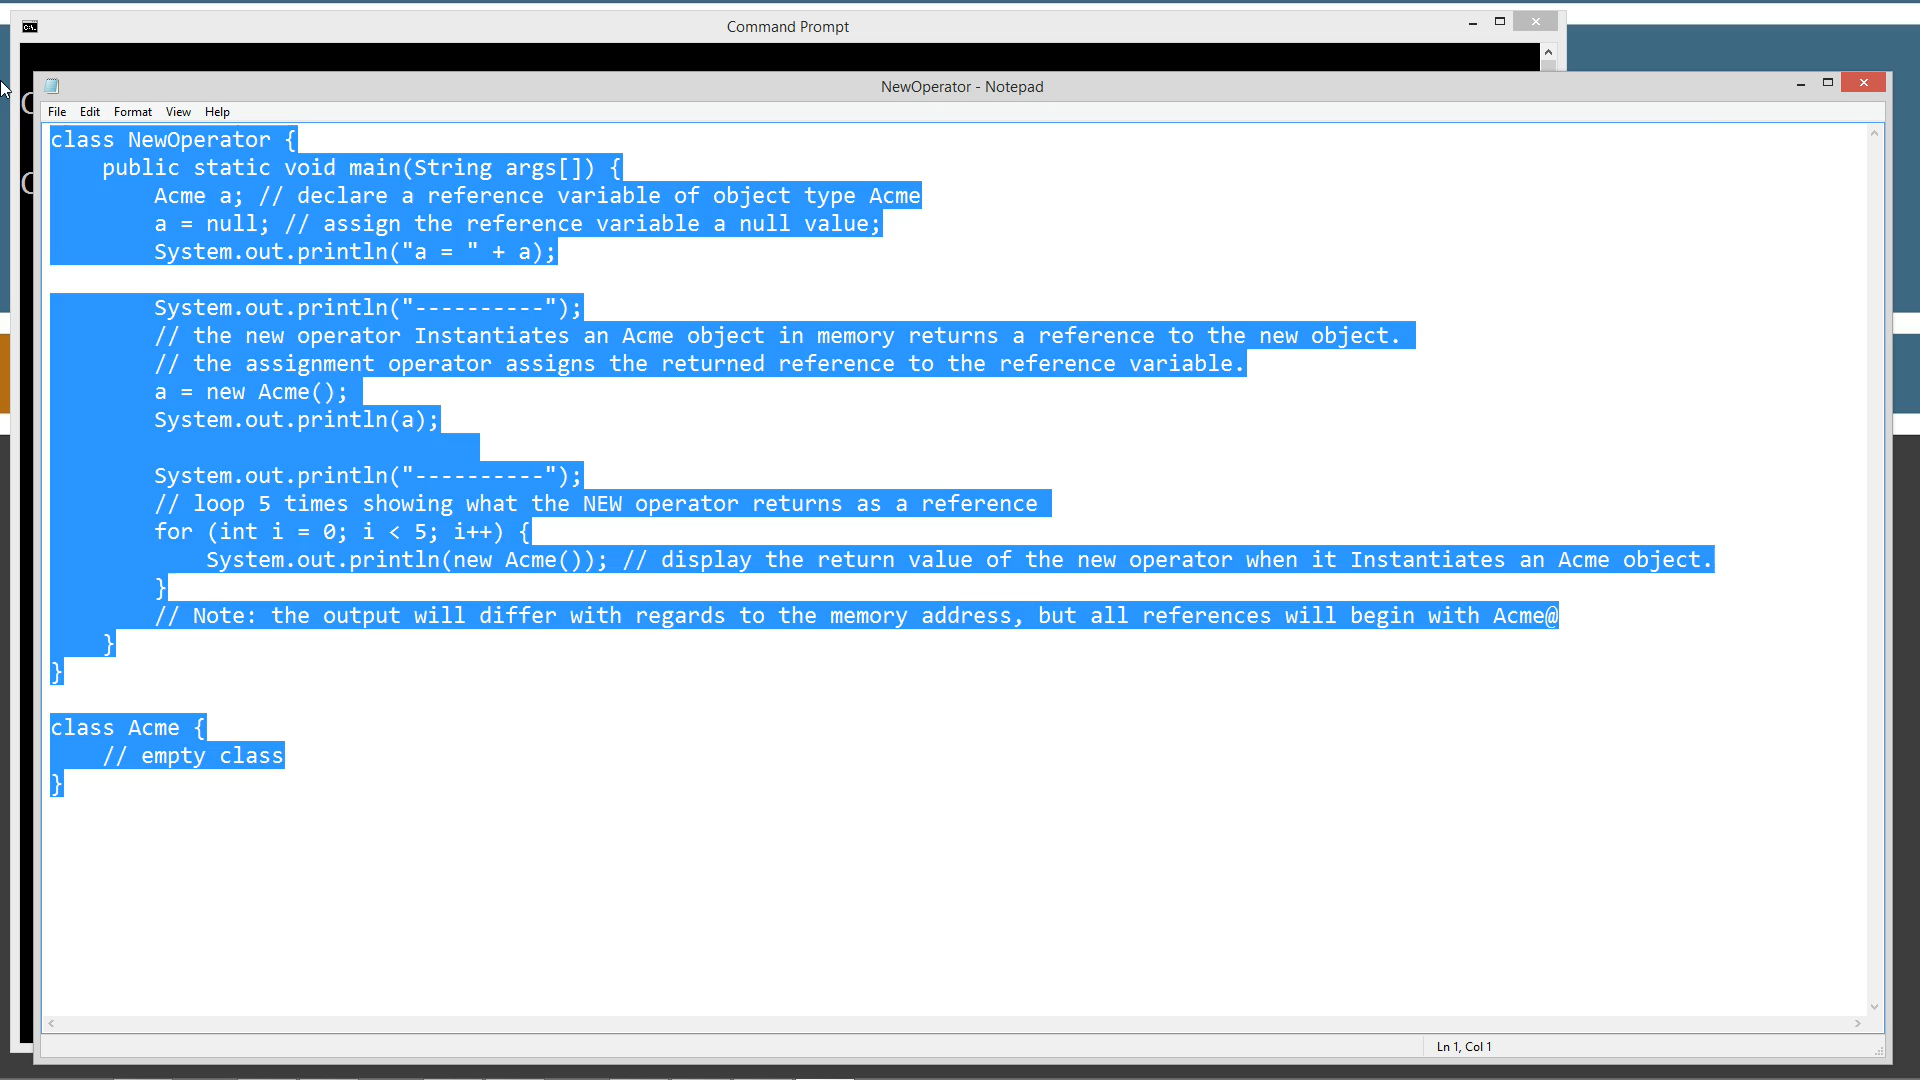 Command Prompt
NewOperator - Notepad
File Edit Format View Help
class NewOperator {
    public static void main(String args[]) {
        Acme a; // declare a reference variable of object type Acme
        a = null; // assign the reference variable a null value;
        System.out.println("a = " + a);
        System.out.println("----------");
        // the new operator Instantiates an Acme object in memory returns a reference to the new object.
        // the assignment operator assigns the returned reference to the reference variable.
        a = new Acme();
        System.out.println(a);
        System.out.println("----------");
        // loop 5 times showing what the NEW operator returns as a reference
        for (int i = 0; i < 5; i++) {
            System.out.println(new Acme()); // display the return value of the new operator when it Instantiates an Acme object.
        }
        // Note: the output will differ with regards to the memory address, but all references will begin with Acme@
    }
}
class Acme {
    // empty class
}
Ln 1, Col 1